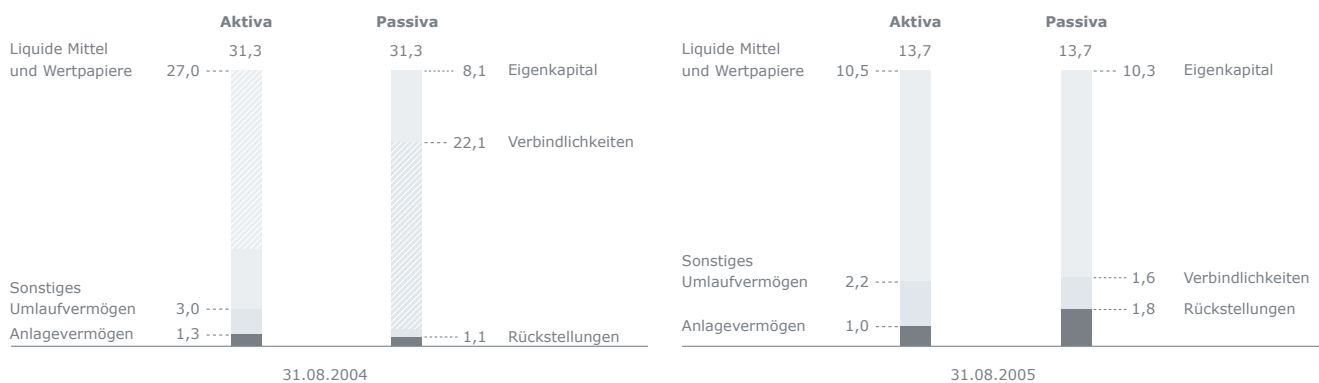 Aktiva Passiva
Liquide Mittel 31,3 31,3
und Wertpapiere 27,0 8,1 Eigenkapital
22,1 Verbindlichkeiten
Sonstiges
Umlaufvermögen 3,0
Anlagevermögen 1,3 1,1 Rückstellungen
31.08.2004
Aktiva Passiva
Liquide Mittel 13,7 13,7
und Wertpapiere 10,5 10,3 Eigenkapital
Sonstiges
Umlaufvermögen 2,2 1,6 Verbindlichkeiten
1,8 Rückstellungen
Anlagevermögen 1,0
31.08.2005